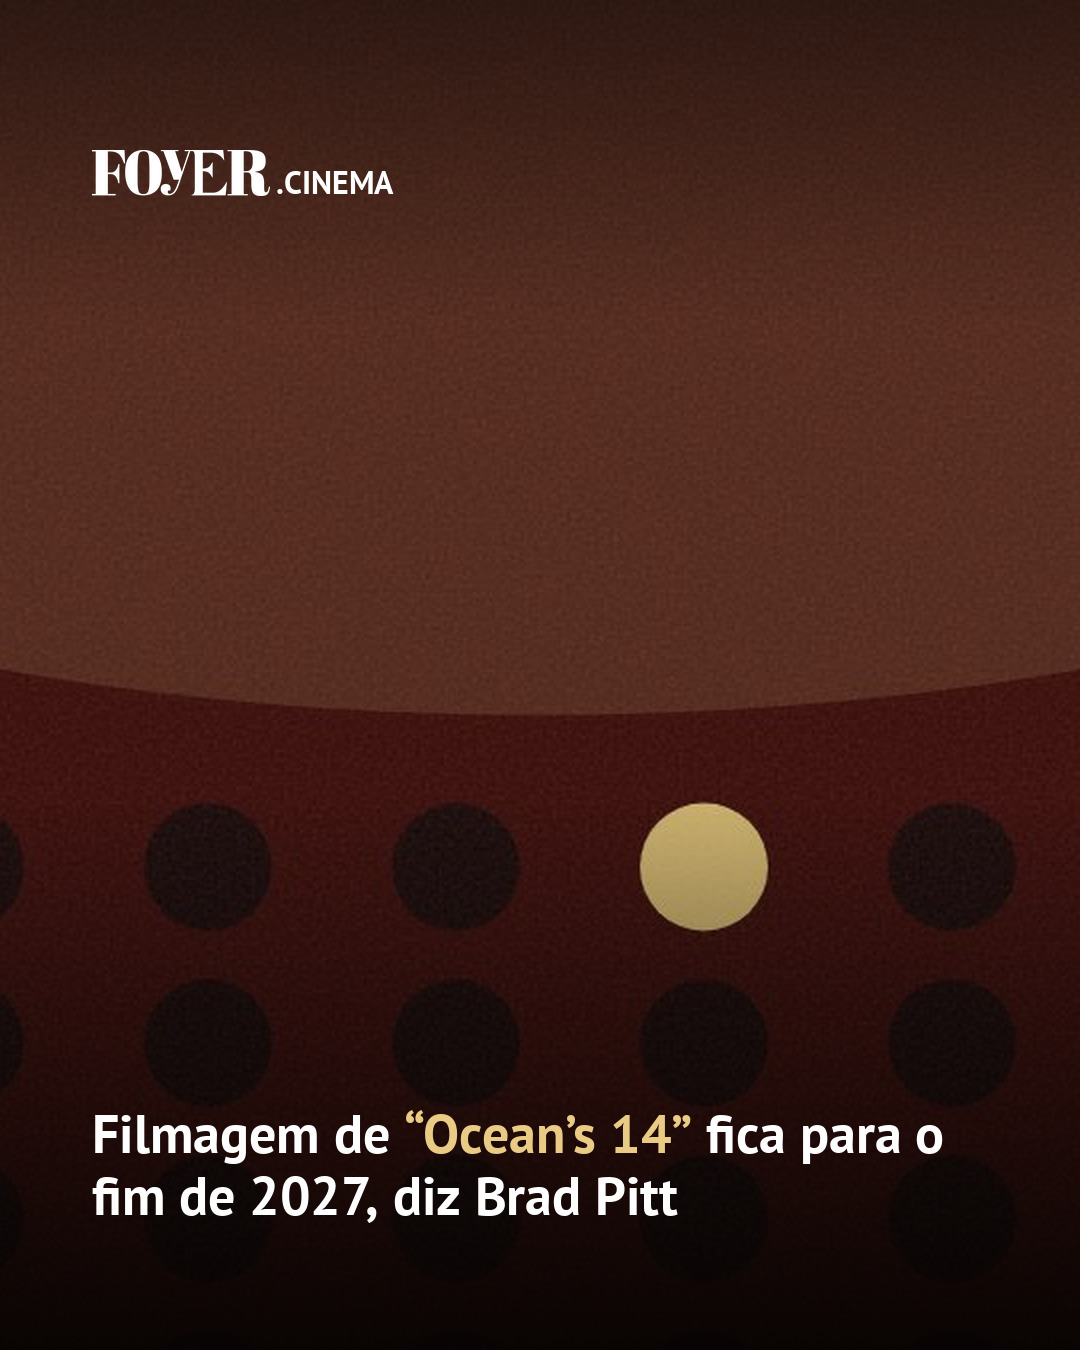 FOYER.CINEMA
Filmagem de “Ocean’s 14” fica para o
fim de 2027, diz Brad Pitt